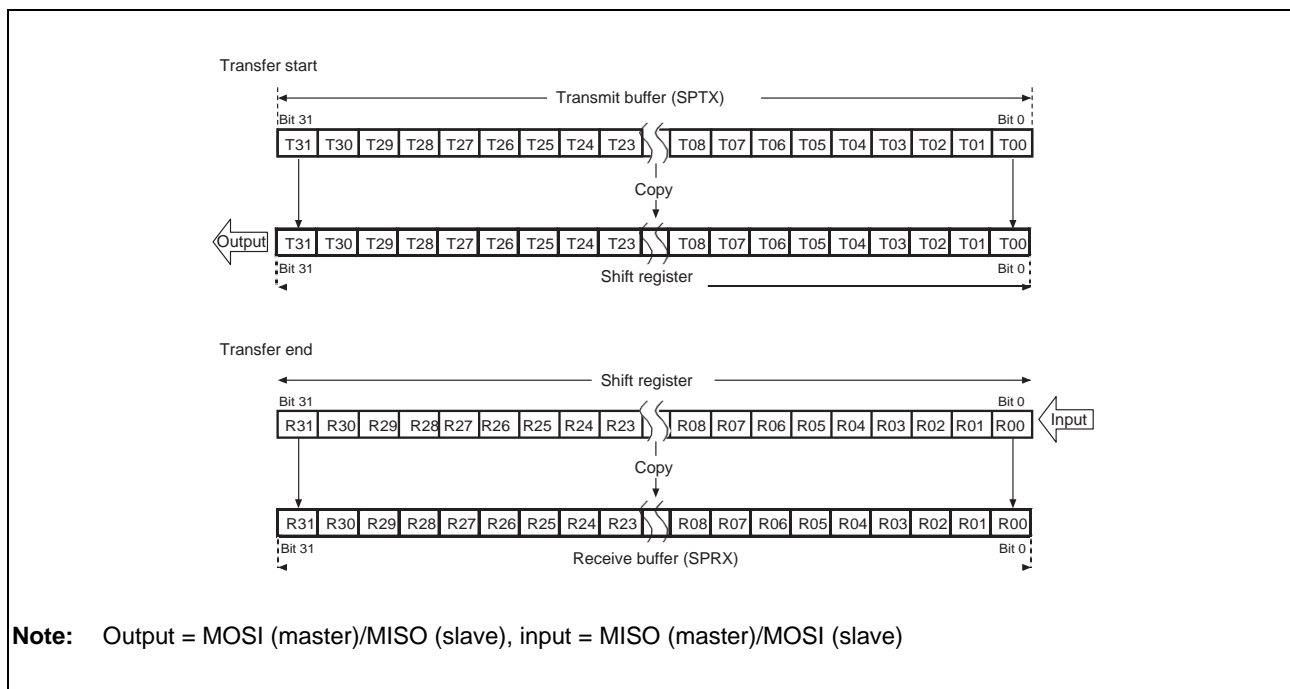 Transfer start
Transmit buffer (SPTX)
Bit 31 Bit 0
T31 T30 T29 T28 T27 T26 T25 T24 T23 T08 T07 T06 T05 T04 T03 T02 T01 T00
Copy
Output T31 T30 T29 T28 T27 T26 T25 T24 T23 T08 T07 T06 T05 T04 T03 T02 T01 T00
Bit 31 Bit 0
Shift register
Transfer end
Shift register
Bit 31 Bit 0
R31 R30 R29 R28 R27 R26 R25 R24 R23 R08 R07 R06 R05 R04 R03 R02 R01 R00 Input
Copy
R31 R30 R29 R28 R27 R26 R25 R24 R23 R08 R07 R06 R05 R04 R03 R02 R01 R00
Bit 31 Bit 0
Receive buffer (SPRX)
Note: Output = MOSI (master)/MISO (slave), input = MISO (master)/MOSI (slave)